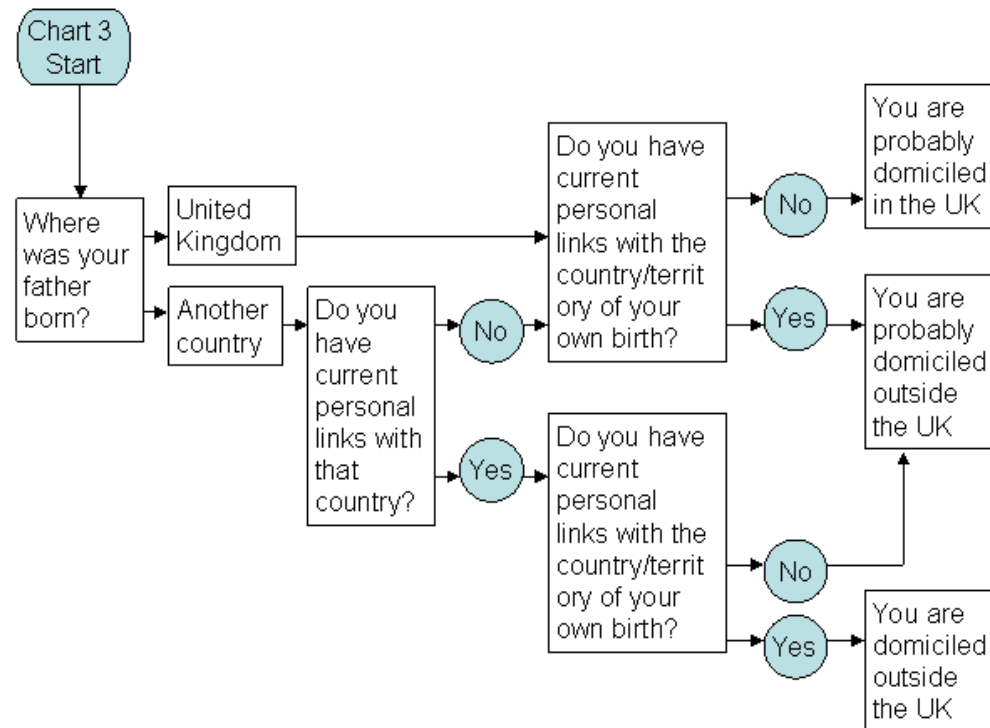 Chart 3
Start
Where
was your
father
born?
United
Kingdom
Another
country
Do you
have
current
personal
links with
that
country?
No
Yes
Do you have
current
personal
links with the
country/territ
ory of your
own birth?
No
Yes
You are
probably
domiciled
in the UK
You are
probably
domiciled
outside
the UK
Do you have
current
personal
links with the
country/territ
ory of your
own birth?
No
Yes
You are
domiciled
outside
the UK